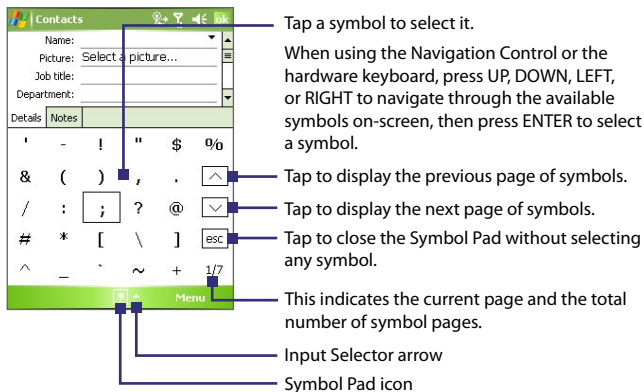 Contacts
ok
Name:
Picture: Select a picture...
Job title:
Department:
Details Notes
' - ! " $ %
& ( ) , .
/ : ; ? @
# * [ \ ] esc
^ _ ` ~ + 1/7
Menu
Tap a symbol to select it.
When using the Navigation Control or the
hardware keyboard, press UP, DOWN, LEFT,
or RIGHT to navigate through the available
symbols on-screen, then press ENTER to select
a symbol.
Tap to display the previous page of symbols.
Tap to display the next page of symbols.
Tap to close the Symbol Pad without selecting
any symbol.
This indicates the current page and the total
number of symbol pages.
Input Selector arrow
Symbol Pad icon